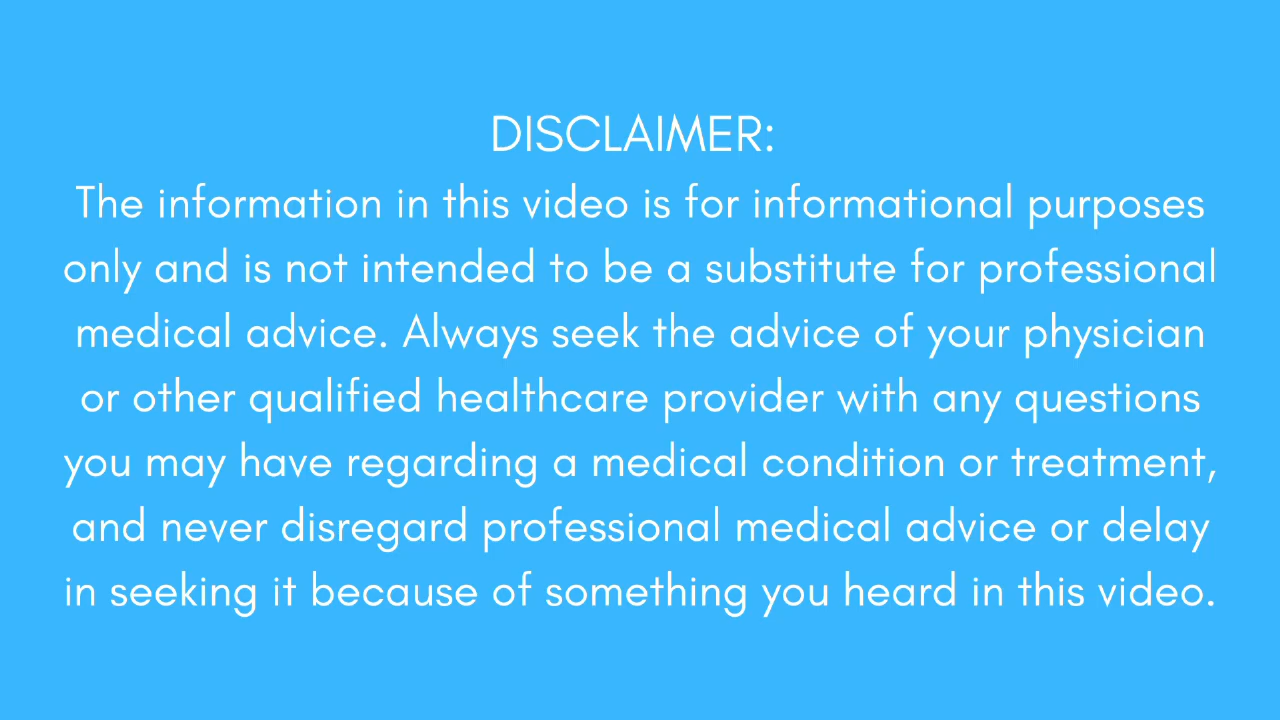 DISCLAIMER:
The information in this video is for informational purposes
only and is not intended to be a substitute for professional
medical advice. Always seek the advice of your physician
or other qualified healthcare provider with any questions
you may have regarding a medical condition or treatment,
and never disregard professional medical advice or delay
in seeking it because of something you heard in this video.